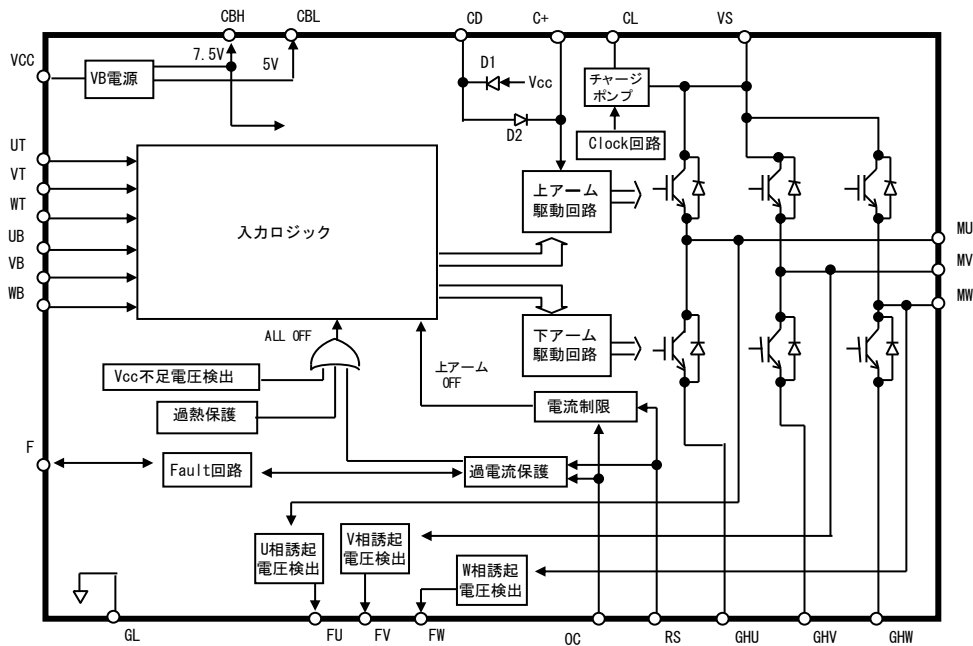 CBH
CBL
CD
C+
CL
VS
VCC
7.5V
5V
VB電源
D1
Vcc
D2
チャージ
ポンプ
Clock回路
UT
VT
WT
UB
VB
WB
入力ロジック
上アーム
駆動回路
下アーム
駆動回路
MU
MV
MW
ALL OFF
上アーム
OFF
Vcc不足電圧検出
過熱保護
電流制限
F
Fault回路
過電流保護
U相誘起
電圧検出
V相誘起
電圧検出
W相誘起
電圧検出
GL
FU
FV
FW
OC
RS
GHU
GHV
GHW